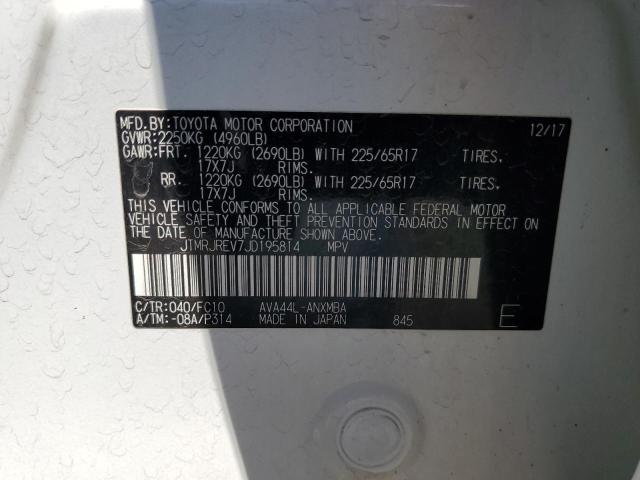 MFD.BY:TOYOTA MOTOR CORPORATION 12/17
GVWR:2250KG (4960LB)
GAWR:FRT. 1220KG (2690LB) WITH 225/65R17 TIRES.
17X7J RIMS.
RR. 1220KG (2690LB) WITH 225/65R17 TIRES.
17X7J RIMS.
THIS VEHICLE CONFORMS TO ALL APPLICABLE FEDERAL MOTOR
VEHICLE SAFETY AND THEFT PREVENTION STANDARDS IN EFFECT ON
THE DATE OF MANUFACTURE SHOWN ABOVE.
JTMRJREV7JD195814 MPV
C/TR:040/FC10 AVA44L-ANXMBA
A/TM:-08A/P314 MADE IN JAPAN 845 E